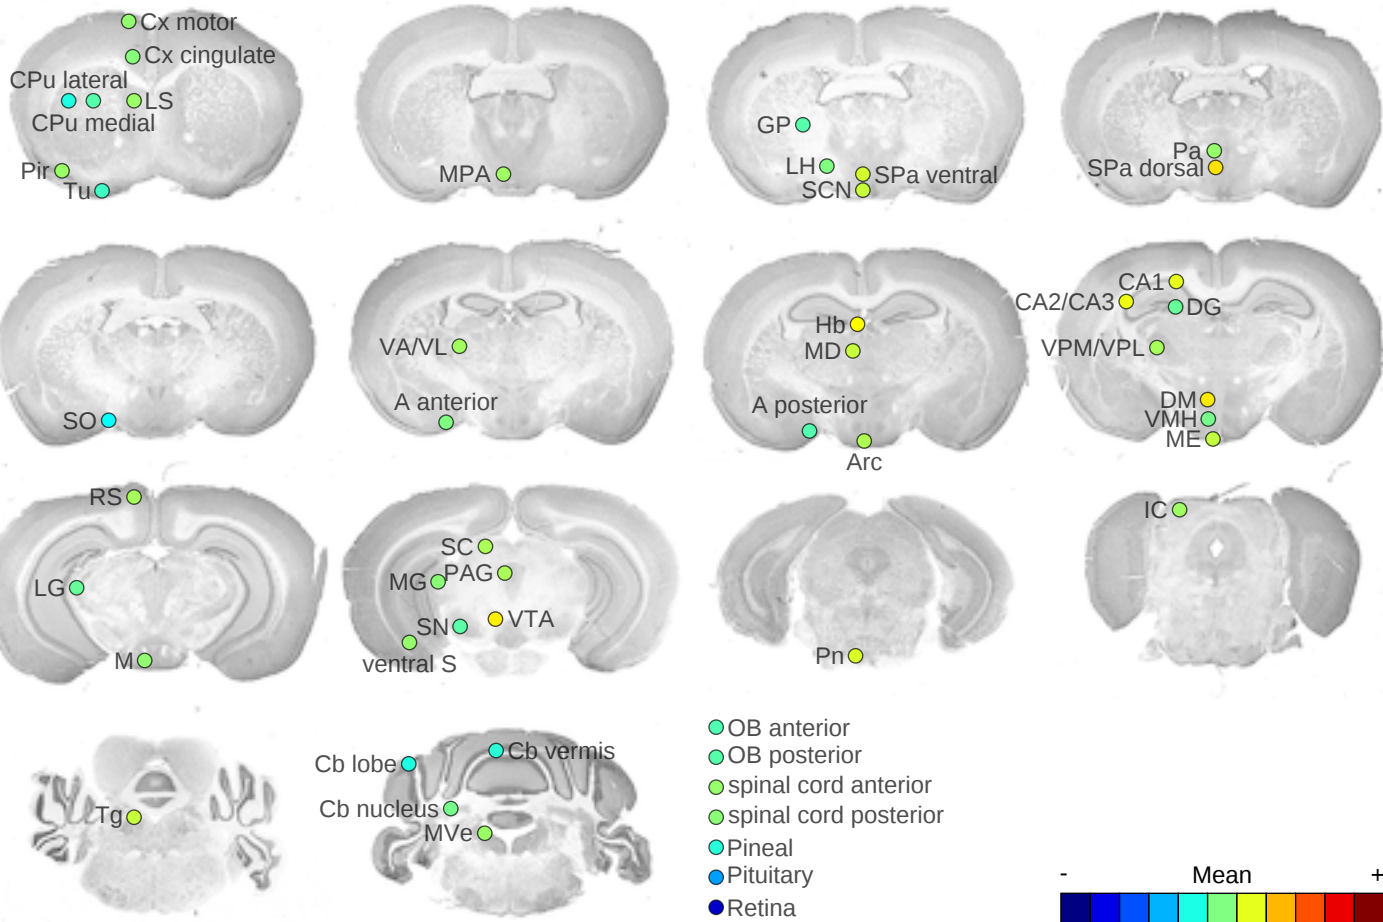 Cx motor
Cx cingulate
CPu lateral
LS
CPu medial
Pir
Tu
MPA
GP
LH
SPa ventral
SCN
Pa
SPa dorsal
SO
VA/VL
A anterior
Hb
MD
A posterior
Arc
CA1
CA2/CA3
DG
VPM/VPL
DM
VMH
ME
RS
LG
M
SC
PAG
MG
SN
VTA
ventral S
Pn
IC
Tg
Cb lobe
Cb vermis
Cb nucleus
MVe
OB anterior
OB posterior
spinal cord anterior
spinal cord posterior
Pineal
Pituitary
Retina
- Mean +